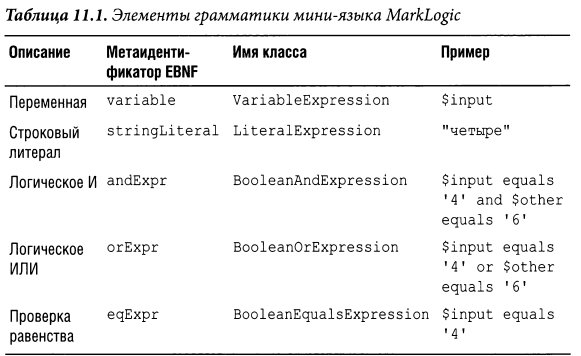 Таблица 11.1. Элементы грамматики мини-языка MarkLogic
Описание Метаиденти- Имя класса Пример
фикатор EBNF
Переменная variable VariableExpression $input
Строковый stringLiteral LiteralExpression "четыре"
литерал
Логическое И andExpr BooleanAndExpression $input equals
'4' and $other
equals '6'
Логическое orExpr BooleanOrExpression $input equals
ИЛИ '4' or $other
equals '6'
Проверка eqExpr BooleanEqualsExpression $input equals
равенства '4'